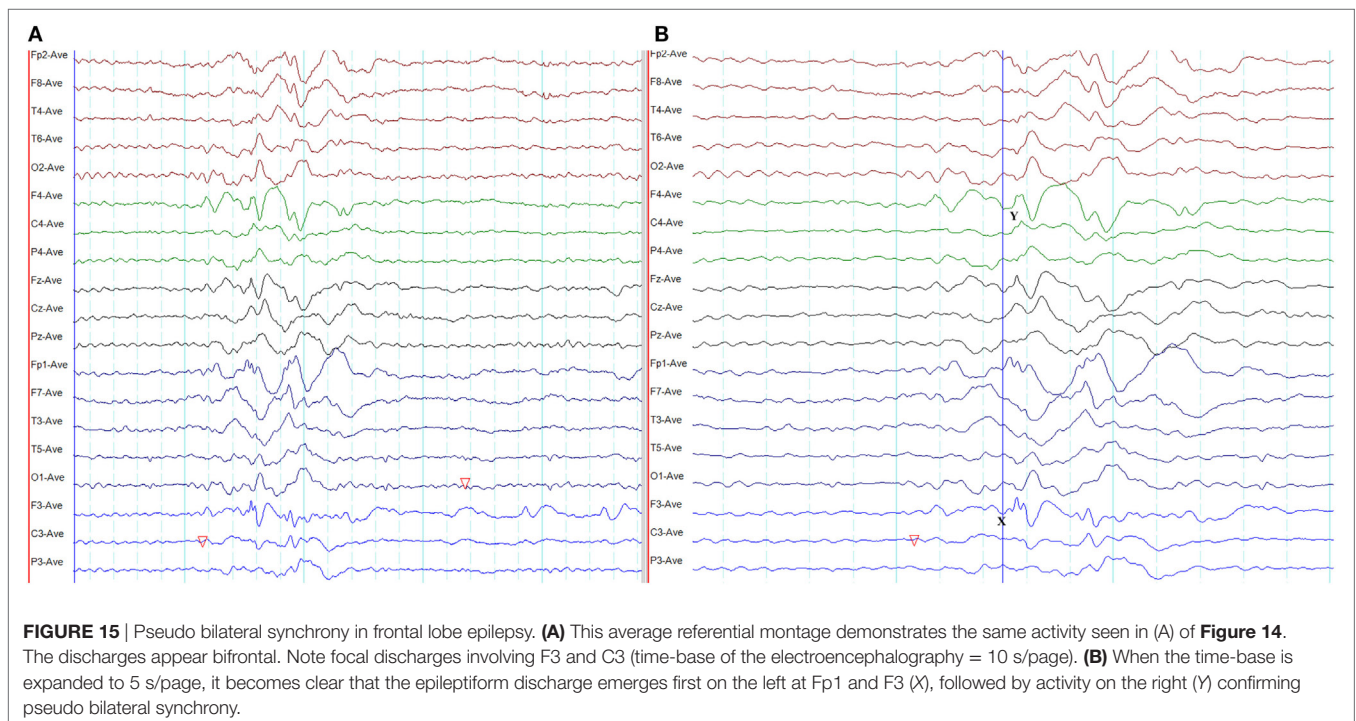 A
B
Fp2-Ave
F8-Ave
T4-Ave
T6-Ave
O2-Ave
F4-Ave
C4-Ave
P4-Ave
Fz-Ave
Cz-Ave
Pz-Ave
Fp1-Ave
F7-Ave
T3-Ave
T5-Ave
O1-Ave
F3-Ave
C3-Ave
P3-Ave
Fp2-Ave
F8-Ave
T4-Ave
T6-Ave
O2-Ave
F4-Ave
Y
C4-Ave
P4-Ave
Fz-Ave
Cz-Ave
Pz-Ave
Fp1-Ave
F7-Ave
T3-Ave
T5-Ave
O1-Ave
F3-Ave
X
C3-Ave
P3-Ave
FIGURE 15 | Pseudo bilateral synchrony in frontal lobe epilepsy. (A) This average referential montage demonstrates the same activity seen in (A) of Figure 14.
The discharges appear bifrontal. Note focal discharges involving F3 and C3 (time-base of the electroencephalography = 10 s/page). (B) When the time-base is
expanded to 5 s/page, it becomes clear that the epileptiform discharge emerges first on the left at Fp1 and F3 (X), followed by activity on the right (Y) confirming
pseudo bilateral synchrony.